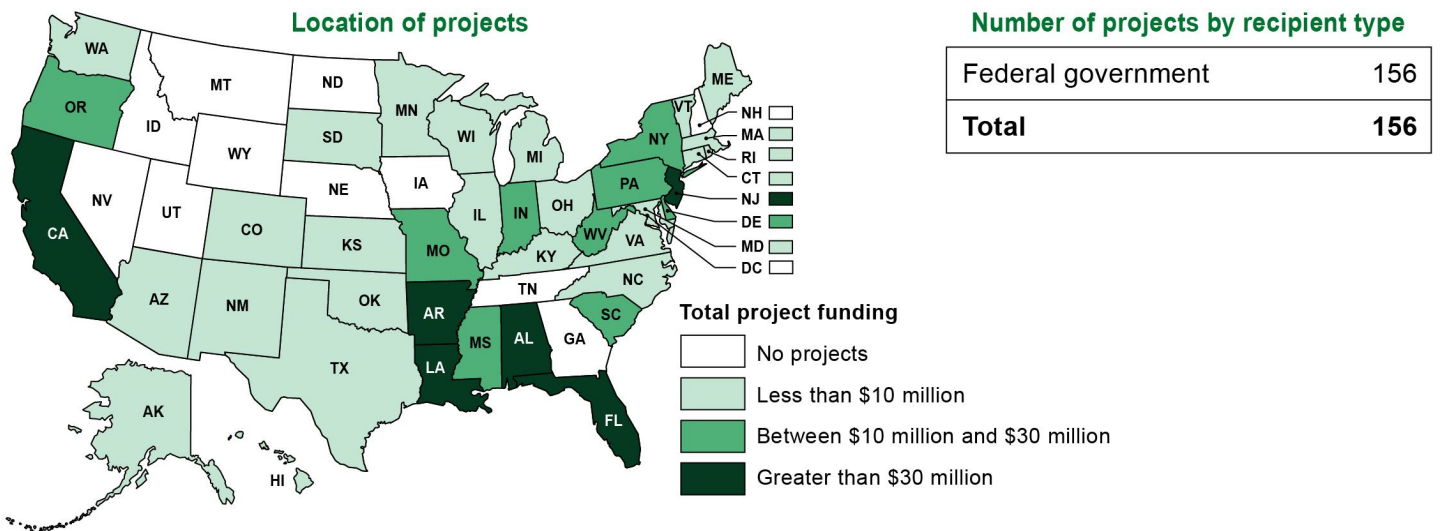 Location of projects
WA
MT
ND
MN
ME
VT
NH
OR
ID
SD
WI
MI
NY
MA
RI
WY
CT
IA
PA
NJ
NE
NV
UT
IL
IN
OH
DE
CA
CO
KS
MO
WV
VA
MD
KY
DC
AZ
NM
OK
AR
TN
NC
SC
TX
LA
MS
AL
GA
AK
FL
HI
Total project funding
No projects
Less than $10 million
Between $10 million and $30 million
Greater than $30 million
Number of projects by recipient type
Federal government 156
Total 156